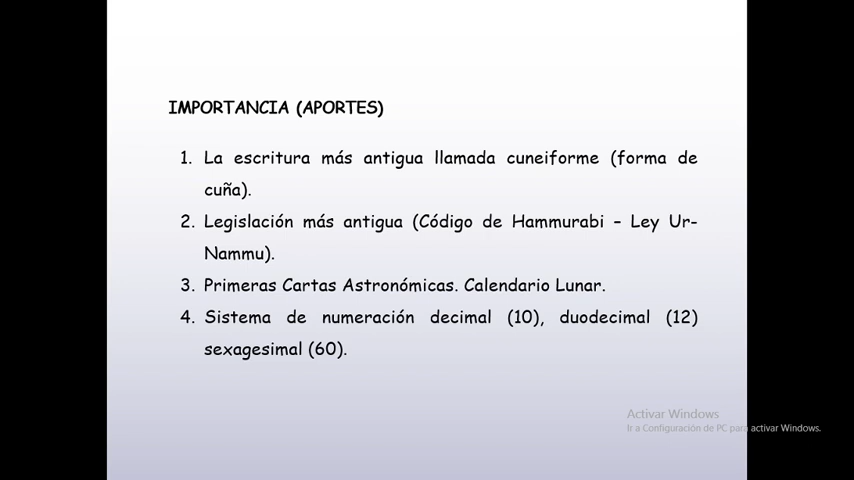 IMPORTANCIA (APORTES)
1. La escritura más antigua llamada cuneiforme (forma de
cuña).
2. Legislación más antigua (Código de Hammurabi – Ley Ur-
Nammu).
3. Primeras Cartas Astronómicas. Calendario Lunar.
4. Sistema de numeración decimal (10), duodecimal (12)
sexagesimal (60).
Activar Windows
Ir a Configuración de PC para activar Windows.